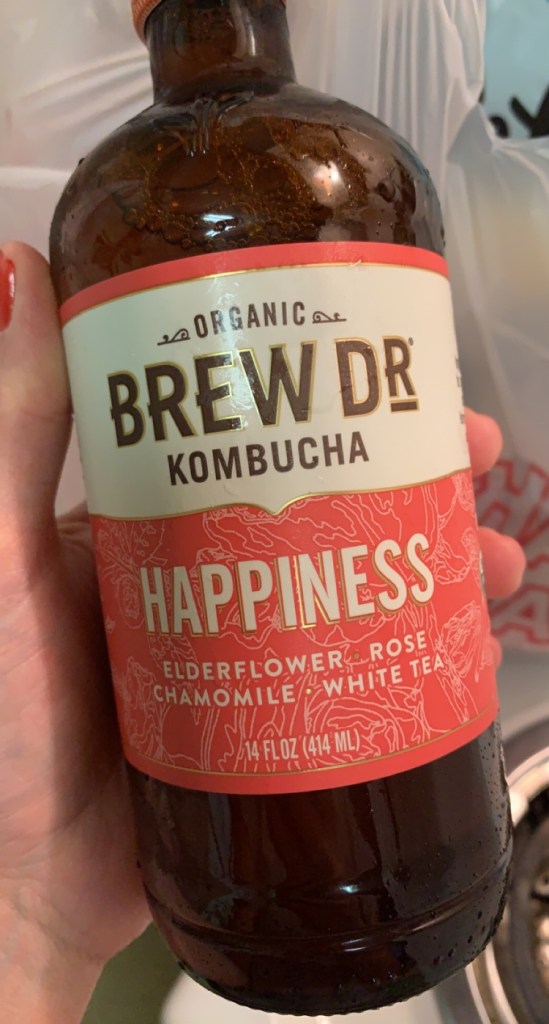 ORGANIC
BREW DR
KOMBUCHA
HAPPINESS
ELDERFLOWER · ROSE
CHAMOMILE · WHITE TEA
14 FL OZ (414 ML)